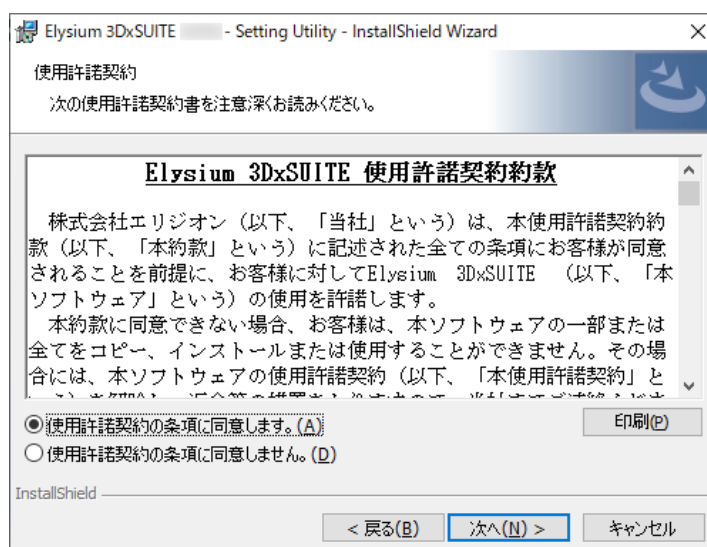 Elysium 3DxSUITE - Setting Utility - InstallShield Wizard
使用許諾契約
次の使用許諾契約書を注意深くお読みください。
Elysium 3DxSUITE 使用許諾契約約款
株式会社エリジオン（以下、「当社」という）は、本使用許諾契約約
款（以下、「本約款」という）に記述された全ての条項にお客様が同意
されることを前提に、お客様に対してElysium 3DxSUITE （以下、「本
ソフトウェア」という）の使用を許諾します。
本約款に同意できない場合、お客様は、本ソフトウェアの一部または
全てをコピー、インストールまたは使用することができません。その場
合には、本ソフトウェアの使用許諾契約（以下、「本使用許諾契約」と
使用許諾契約の条項に同意します。(A)
印刷(P)
使用許諾契約の条項に同意しません。(D)
InstallShield
< 戻る(B)
次へ(N) >
キャンセル